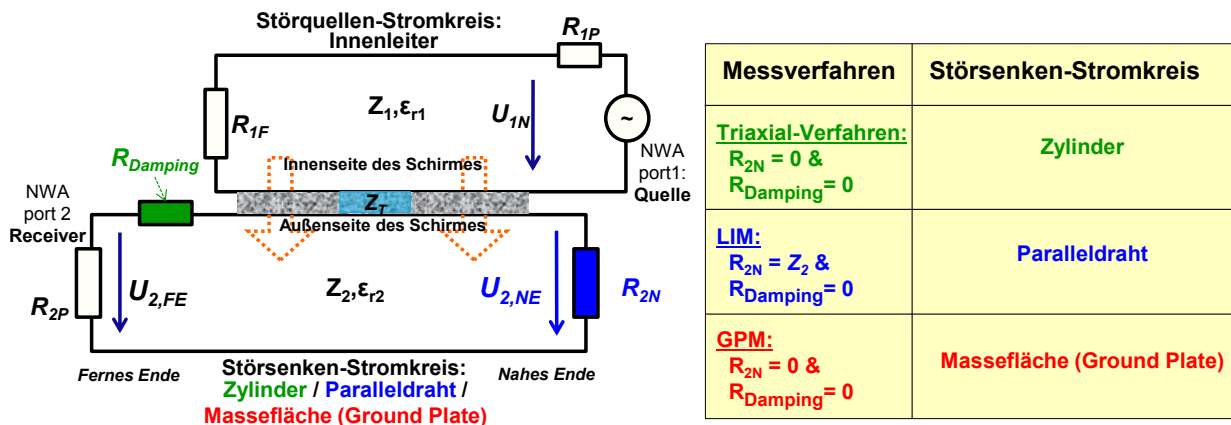 Störquellen-Stromkreis:
Innenleiter
R1P
Z1,εr1
U1N
~
R1F
NWA
port1:
Quelle
RDamping
Innenseite des Schirmes
NWA
port 2
Receiver
ZT
Außenseite des Schirmes
R2P
U2,FE
Z2,εr2
U2,NE
R2N
Fernes Ende
Störsenken-Stromkreis:
Nahes Ende
Zylinder / Paralleldraht /
Massefläche (Ground Plate)
Messverfahren
Störsenken-Stromkreis
Triaxial-Verfahren:
R2N = 0 &
RDamping= 0
Zylinder
LIM:
R2N = Z2 &
RDamping= 0
Paralleldraht
GPM:
R2N = 0 &
RDamping= 0
Massefläche (Ground Plate)